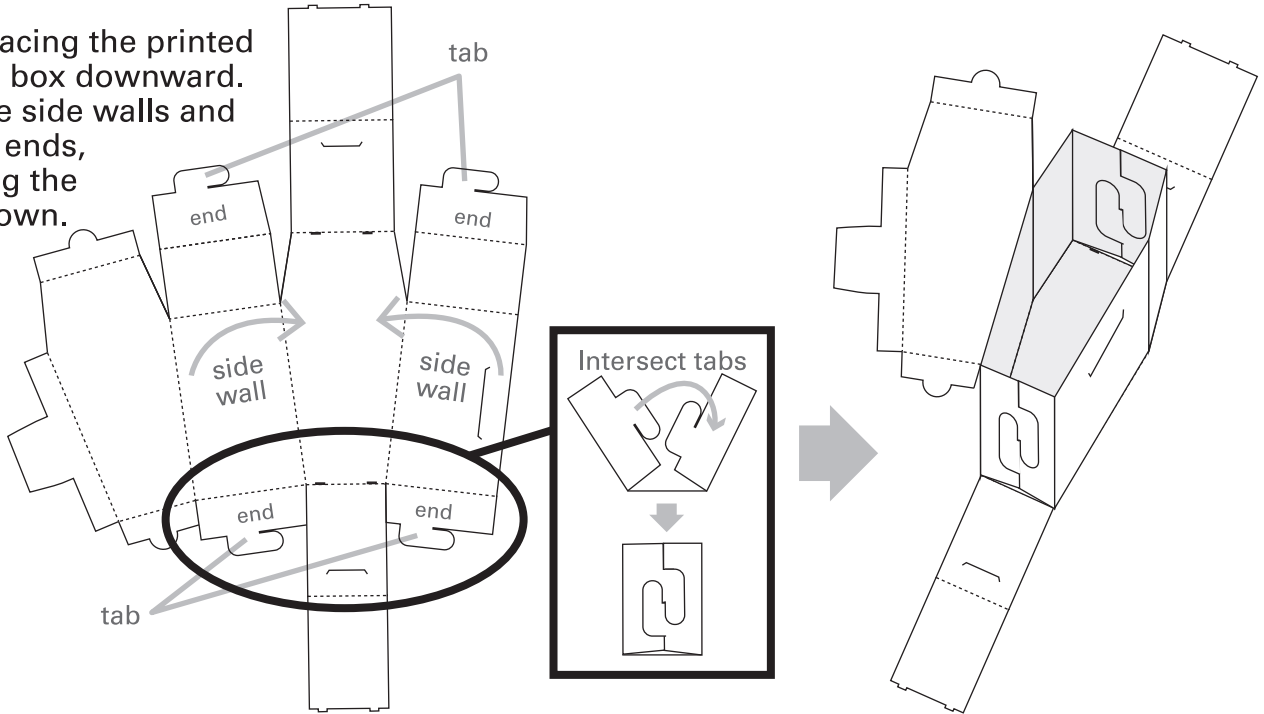 acing the printed
box downward.
e side walls and
ends,
g the
own.
tab
end
end
side
wall
side
wall
end
end
tab
Intersect tabs